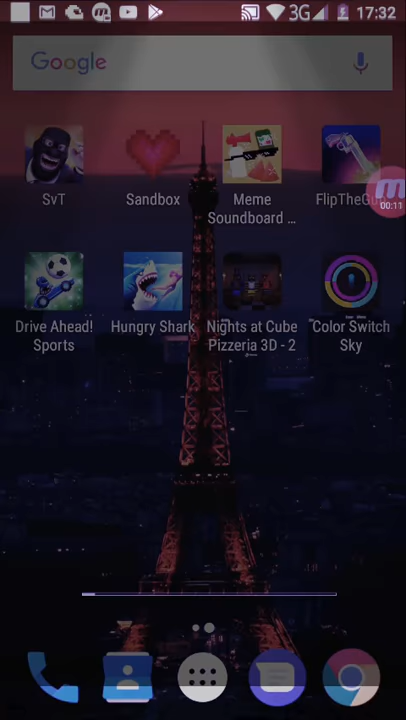 3G 17:32
Google
SvT Sandbox Meme Soundboard ... FlipTheGu
00:11
Drive Ahead! Sports Hungry Shark Nights at Cube Pizzeria 3D - 2 Color Switch Sky